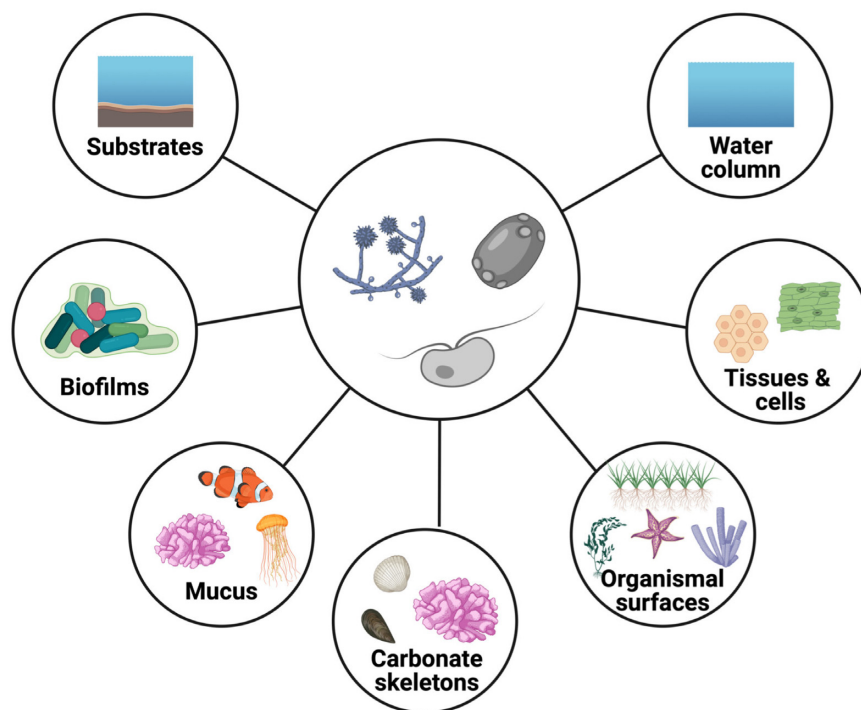 Substrates
Water
column
Biofilms
Tissues &
cells
Mucus
Organismal
surfaces
Carbonate
skeletons